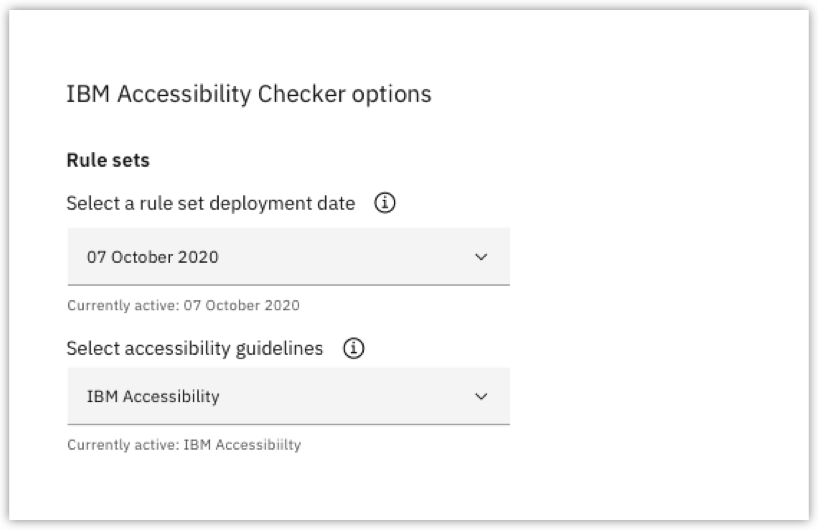 IBM Accessibility Checker options
Rule sets
Select a rule set deployment date
07 October 2020
Currently active: 07 October 2020
Select accessibility guidelines
IBM Accessibility
Currently active: IBM Accessibiilty